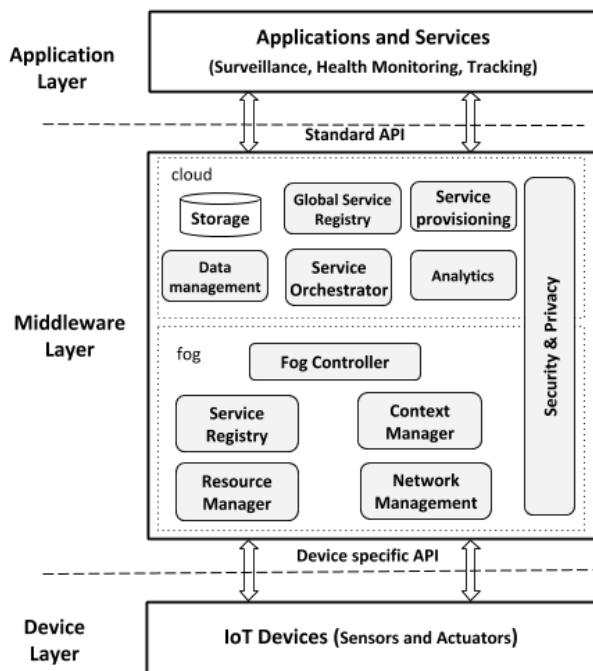 Application
Layer
Applications and Services
(Surveillance, Health Monitoring, Tracking)
Standard API
Middleware
Layer
cloud
Storage
Global Service
Registry
Service
provisioning
Data
management
Service
Orchestrator
Analytics
Security & Privacy
fog
Fog Controller
Service
Registry
Context
Manager
Resource
Manager
Network
Management
Device specific API
Device
Layer
IoT Devices (Sensors and Actuators)